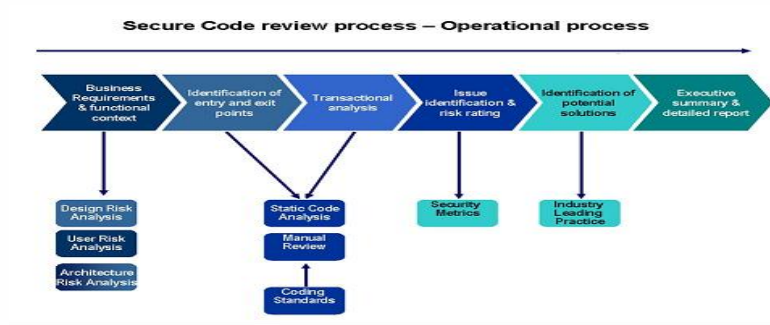 Secure Code review process – Operational process
Business
Requirements
& functional
context
Identification of
entry and exit
points
Transactional
analysis
Issue
identification &
risk rating
Identification of
potential
solutions
Executive
summary &
detailed report
Design Risk
Analysis
User Risk
Analysis
Architecture
Risk Analysis
Static Code
Analysis
Manual
Review
Coding
Standards
Security
Metrics
Industry
Leading
Practice